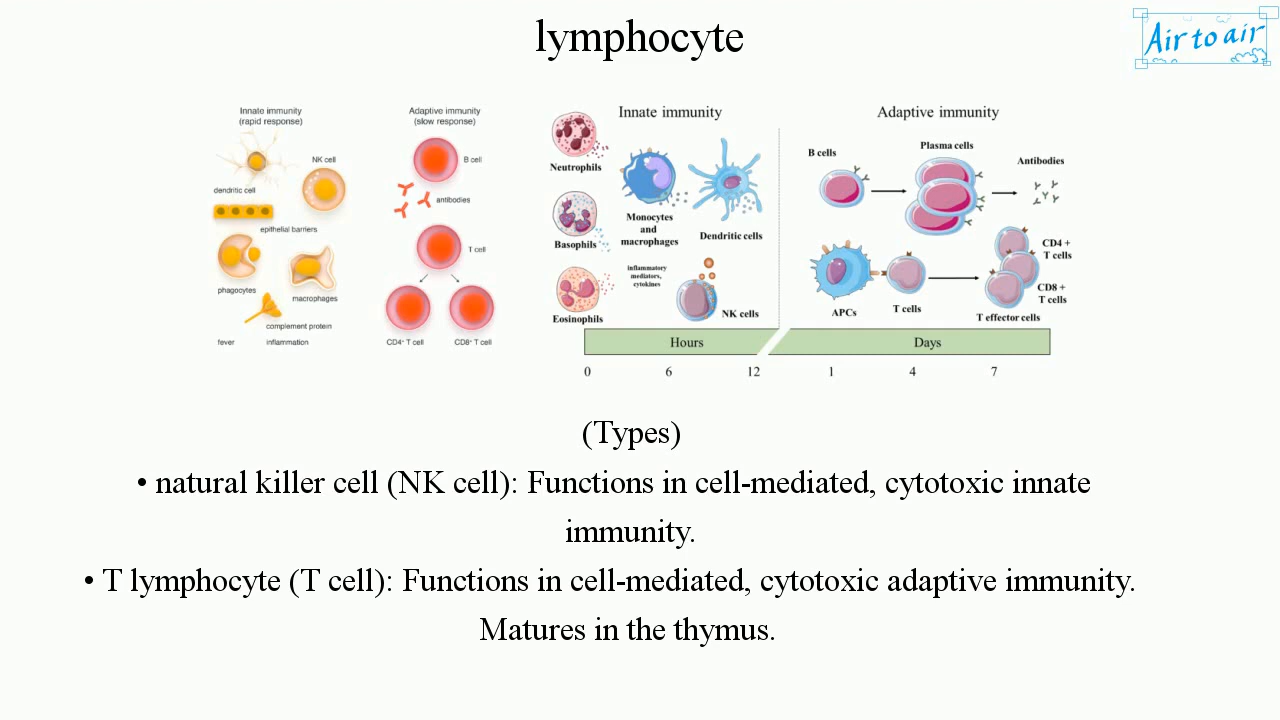 lymphocyte
Air to air
Innate immunity
(rapid response)
Adaptive immunity
(slow response)
NK cell
dendritic cell
epithelial barriers
phagocytes
macrophages
complement protein
fever
inflammation
B cell
antibodies
T cell
CD4⁺ T cell
CD8⁺ T cell
Innate immunity
Adaptive immunity
Neutrophils
Monocytes
and
macrophages
Dendritic cells
Basophils
inflammatory
mediators,
cytokines
Eosinophils
NK cells
B cells
Plasma cells
Antibodies
CD4 +
T cells
CD8 +
T cells
APCs
T cells
T effector cells
Hours
Days
0
6
12
1
4
7
(Types)
• natural killer cell (NK cell): Functions in cell-mediated, cytotoxic innate
immunity.
• T lymphocyte (T cell): Functions in cell-mediated, cytotoxic adaptive immunity.
Matures in the thymus.